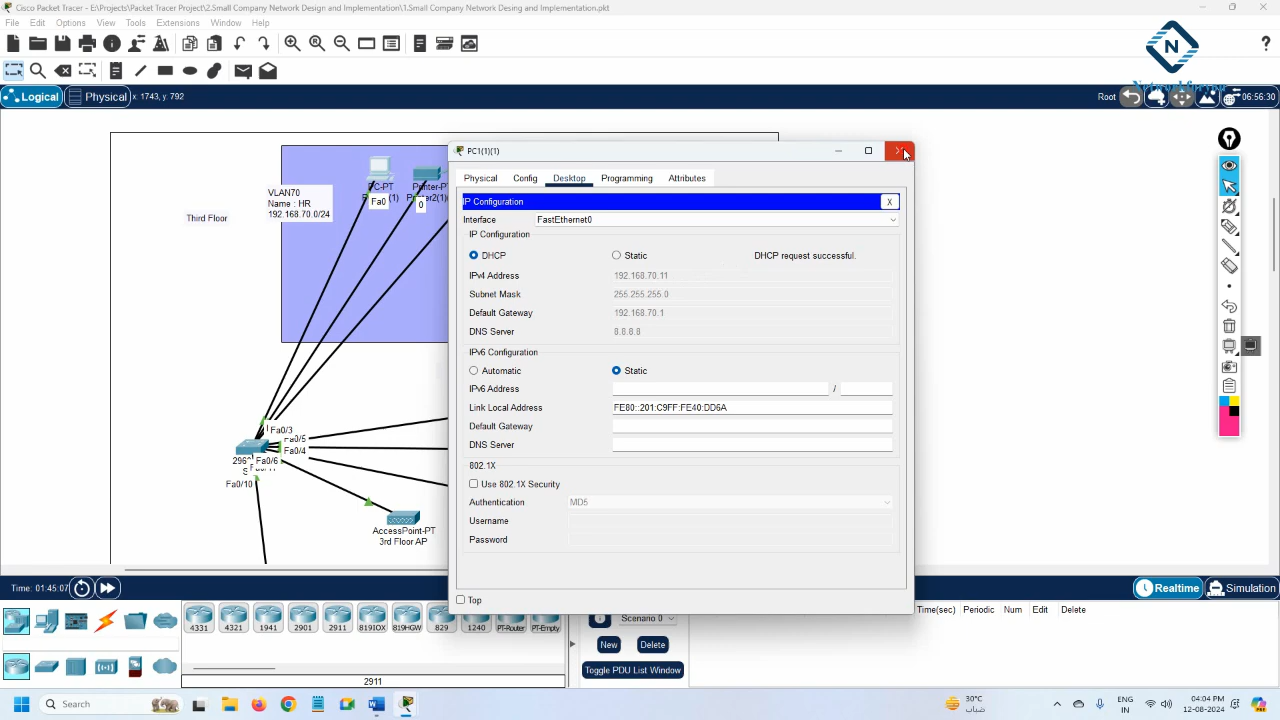 Cisco Packet Tracer - E:\Projects\Packet Tracer Project\2.Small Company Network Design and Implementation\1.Small Company Network Desing and Implementation.pkt
File Edit Options View Tools Extensions Window Help
N
Logical Physical x: 1743, y: 792
Root 06:56:30
PC1(1)(1)
Physical Config Desktop Programming Attributes
IP Configuration X
Interface FastEthernet0
IP Configuration
DHCP Static DHCP request successful.
IPv4 Address 192.168.70.11
Subnet Mask 255.255.255.0
Default Gateway 192.168.70.1
DNS Server 8.8.8.8
IPv6 Configuration
Automatic Static
IPv6 Address /
Link Local Address FE80::201:C9FF:FE40:DD6A
Default Gateway
DNS Server
802.1X
Use 802.1X Security
Authentication MD5
Username
Password
Top
VLAN70
Name : HR
192.168.70.0/24
Third Floor
PC-PT
Fa0
Printer-PT
0
Fa0/3
Fa0/5
Fa0/4
Fa0/6
Fa0/10
AccessPoint-PT
3rd Floor AP
Time: 01:45:07 Realtime Simulation
4331 4321 1941 2901 2911 819IOX 819HGW 829 1240 PT-Router PT-Empty
2911
Scenario 0
New Delete
Toggle PDU List Window
Time(sec) Periodic Num Edit Delete
Search
30°C
ENG
IN
04:04 PM
12-08-2024